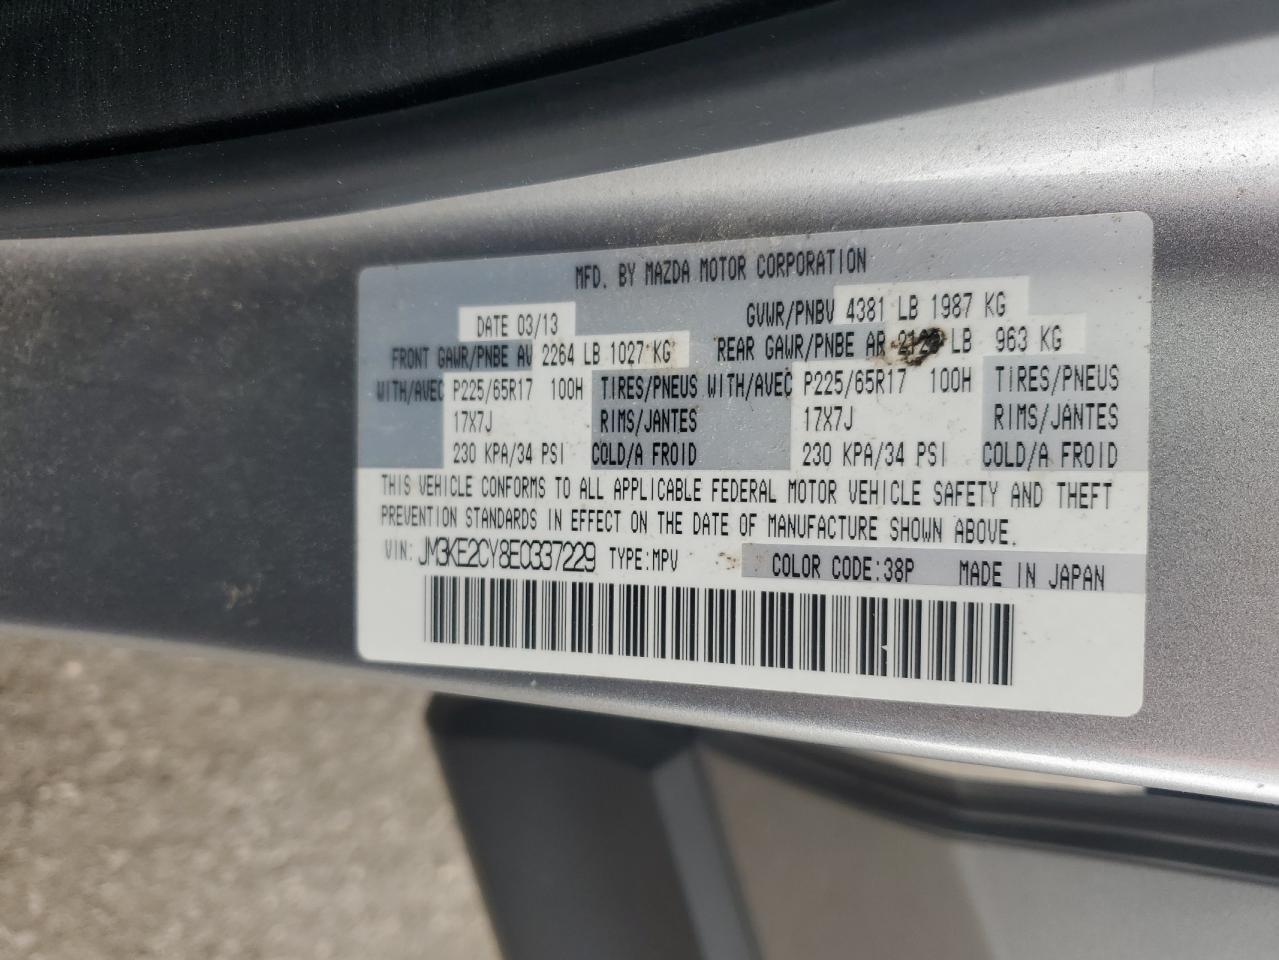 MFD. BY MAZDA MOTOR CORPORATION
DATE 03/13 GVWR/PNBV 4381 LB 1987 KG
FRONT GAWR/PNBE AV 2264 LB 1027 KG REAR GAWR/PNBE AR LB 963 KG
WITH/AVEC P225/65R17 100H TIRES/PNEUS WITH/AVEC P225/65R17 100H TIRES/PNEUS
17X7J RIMS/JANTES 17X7J RIMS/JANTES
230 KPA/34 PSI COLD/A FROID 230 KPA/34 PSI COLD/A FROID
THIS VEHICLE CONFORMS TO ALL APPLICABLE FEDERAL MOTOR VEHICLE SAFETY AND THEFT
PREVENTION STANDARDS IN EFFECT ON THE DATE OF MANUFACTURE SHOWN ABOVE.
VIN: JM3KE2CY8E0337229 TYPE:MPV COLOR CODE:38P MADE IN JAPAN